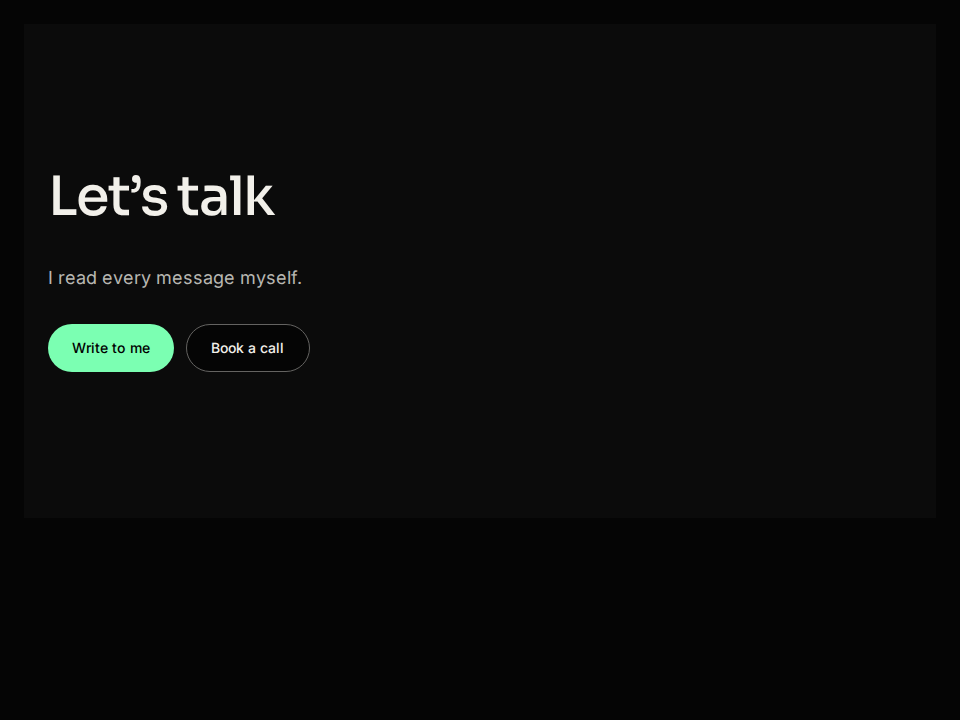 Let’s talk
I read every message myself.
Write to me
Book a call